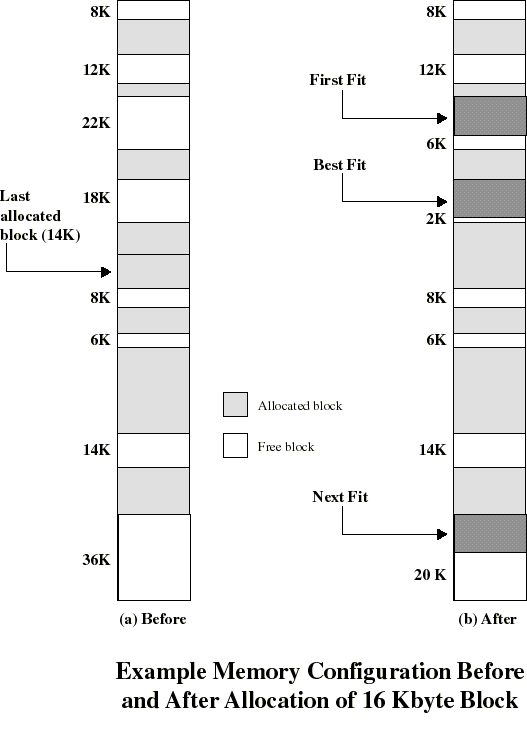 8K
12K
22K
18K
Last
allocated
block (14K)
8K
6K
14K
36K
(a) Before
Allocated block
Free block
8K
12K
First Fit
6K
Best Fit
2K
8K
6K
14K
Next Fit
20 K
(b) After
Example Memory Configuration Before
and After Allocation of 16 Kbyte Block